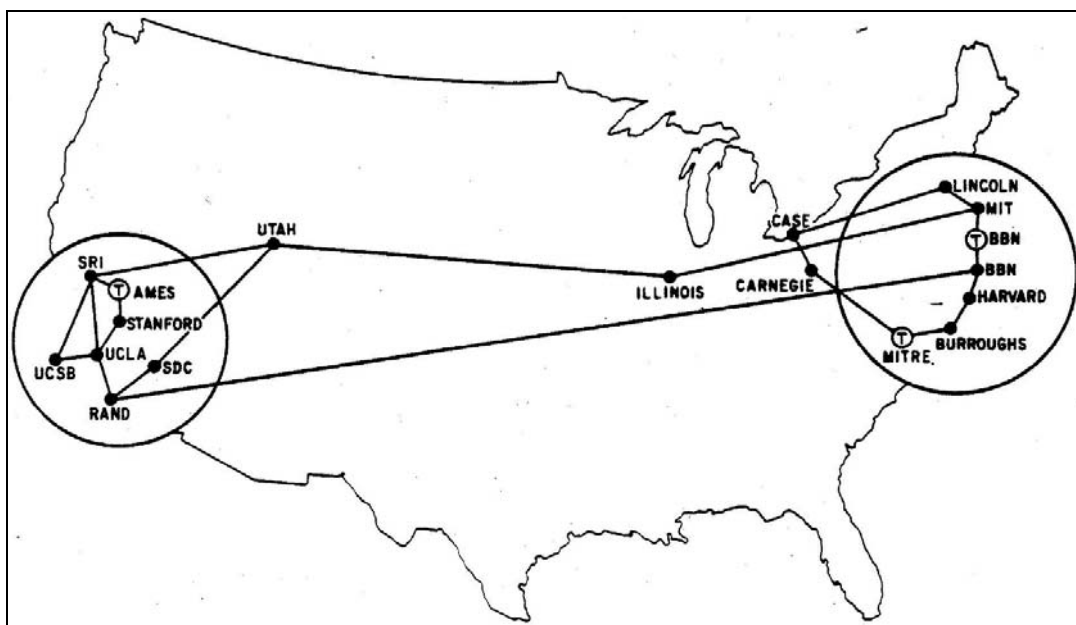 LINCOLN
MIT
CASE
UTAH
T BBN
SRI
BBN
ILLINOIS
CARNEGIE
T AMES
HARVARD
STANFORD
BURROUGHS
T
MITRE
UCLA
SDC
UCSB
RAND